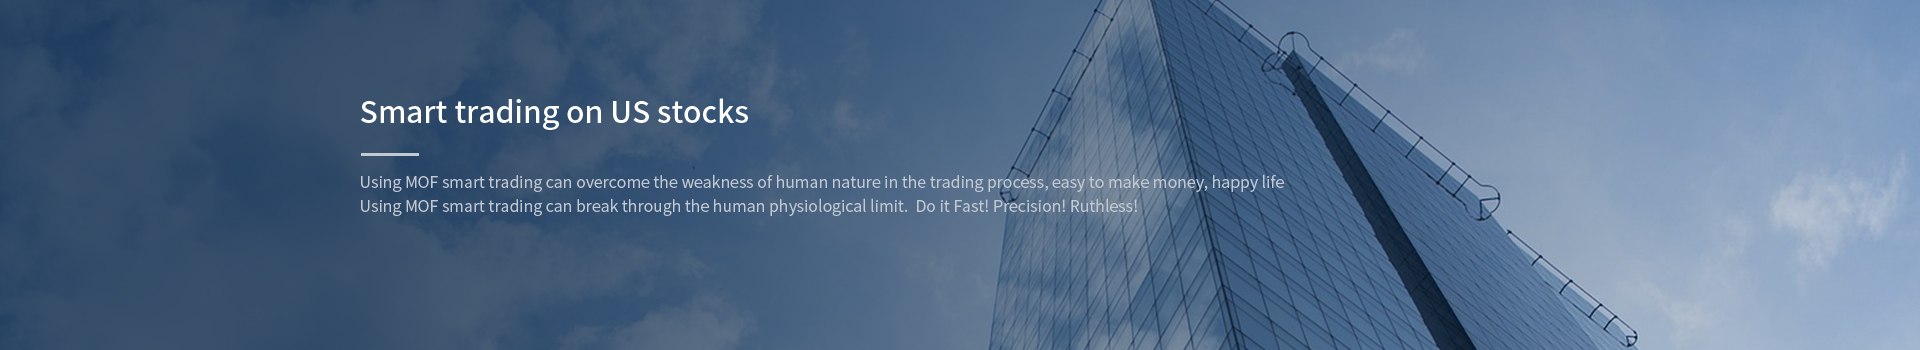 Smart trading on US stocks
Using MOF smart trading can overcome the weakness of human nature in the trading process, easy to make money, happy life
Using MOF smart trading can break through the human physiological limit.  Do it Fast! Precision! Ruthless!